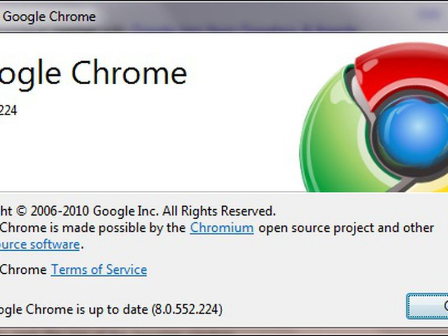 Google Chrome
ogle Chrome
224
ht © 2006-2010 Google Inc. All Rights Reserved.
Chrome is made possible by the Chromium open source project and other
ource software.
Chrome Terms of Service
ogle Chrome is up to date (8.0.552.224)